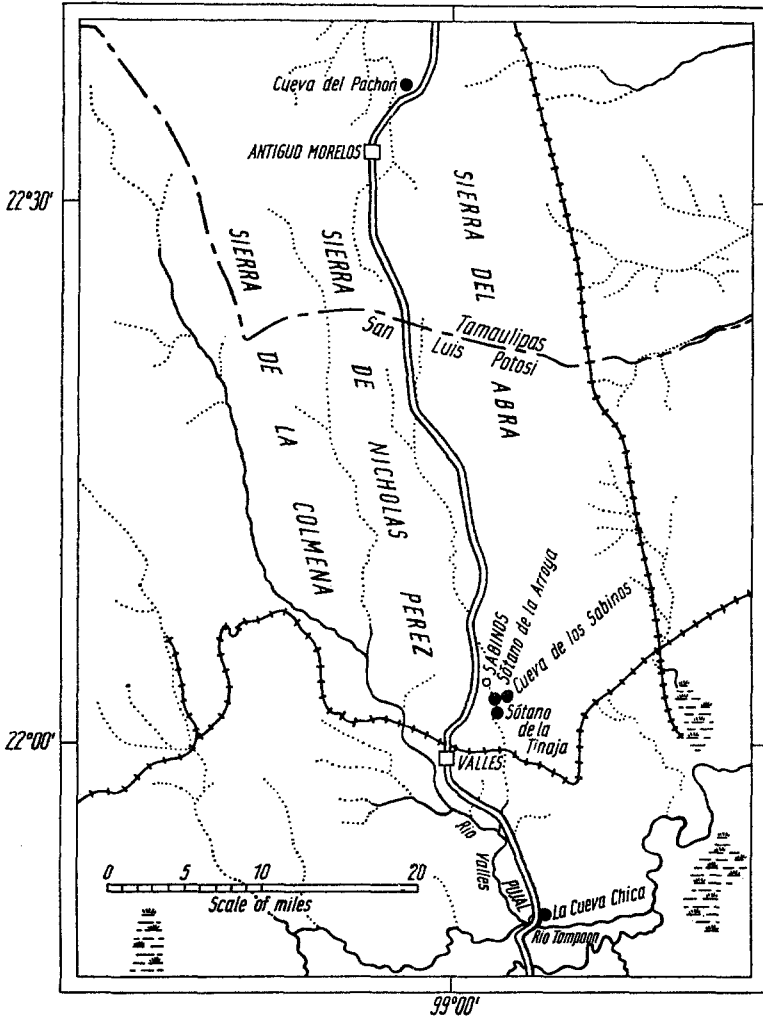 Cueva del Pachon
ANTIGUO MORELOS
22°30'
SIERRA DE LA COLMENA
SIERRA DE NICHOLAS PEREZ
SIERRA DEL ABRA
Tamaulipas
San Luis Potosi
SABINOS
Sótano de la Arroya
Cueva de los Sabinos
Sótano
de la
Tinaja
22°00'
VALLES
Rio Valles
PUJAL
La Cueva Chica
Rio Tampaon
0 5 10 20
Scale of miles
99°00'